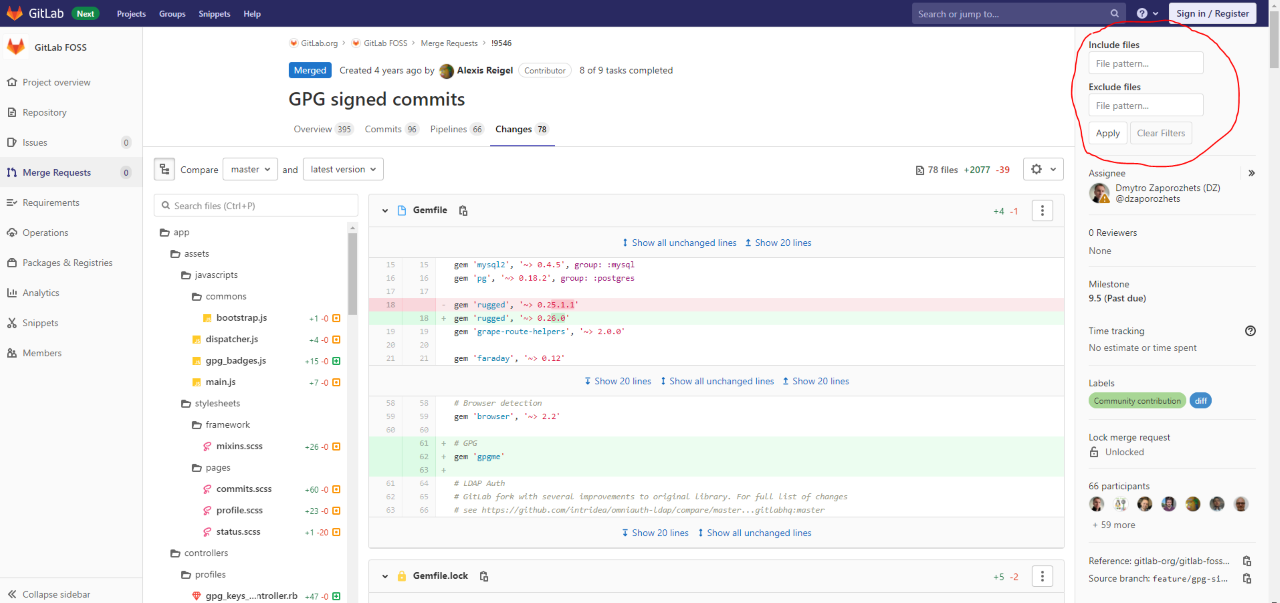 GitLab Next Projects Groups Snippets Help Search or jump to... Sign in / Register
GitLab FOSS
Project overview
Repository
Issues 0
Merge Requests 0
Requirements
Operations
Packages & Registries
Analytics
Snippets
Members
Collapse sidebar
GitLab.org › GitLab FOSS › Merge Requests › !9546
Merged Created 4 years ago by Alexis Reigel Contributor 8 of 9 tasks completed
GPG signed commits
Overview 395 Commits 96 Pipelines 66 Changes 78
Compare master and latest version 78 files +2077 -39
Search files (Ctrl+P)
app
assets
javascripts
commons
bootstrap.js +1 -0
dispatcher.js +4 -0
gpg_badges.js +15 -0
main.js +7 -0
stylesheets
framework
mixins.scss +26 -0
pages
commits.scss +60 -0
profile.scss +23 -0
status.scss +1 -20
controllers
profiles
gpg_keys_...ntroller.rb +47 -0
Gemfile +4 -1
Show all unchanged lines Show 20 lines
15 15 gem 'mysql2', '~> 0.4.5', group: :mysql
16 16 gem 'pg', '~> 0.18.2', group: :postgres
17 17
18 - gem 'rugged', '~> 0.25.1.1'
18 + gem 'rugged', '~> 0.26.0'
19 19 gem 'grape-route-helpers', '~> 2.0.0'
20 20
21 21 gem 'faraday', '~> 0.12'
Show 20 lines Show all unchanged lines Show 20 lines
58 58 # Browser detection
59 59 gem 'browser', '~> 2.2'
60 60
61 + # GPG
62 + gem 'gpgme'
63 +
61 64 # LDAP Auth
62 65 # GitLab fork with several improvements to original library. For full list of changes
63 66 # see https://github.com/intridea/omniauth-ldap/compare/master...gitlabhq:master
Show 20 lines Show all unchanged lines
Gemfile.lock +5 -2
Include files
File pattern...
Exclude files
File pattern...
Apply Clear Filters
Assignee
Dmytro Zaporozhets (DZ)
@dzaporozhets
0 Reviewers
None
Milestone
9.5 (Past due)
Time tracking
No estimate or time spent
Labels
Community contribution diff
Lock merge request
Unlocked
66 participants
+ 59 more
Reference: gitlab-org/gitlab-foss...
Source branch: feature/gpg-si...